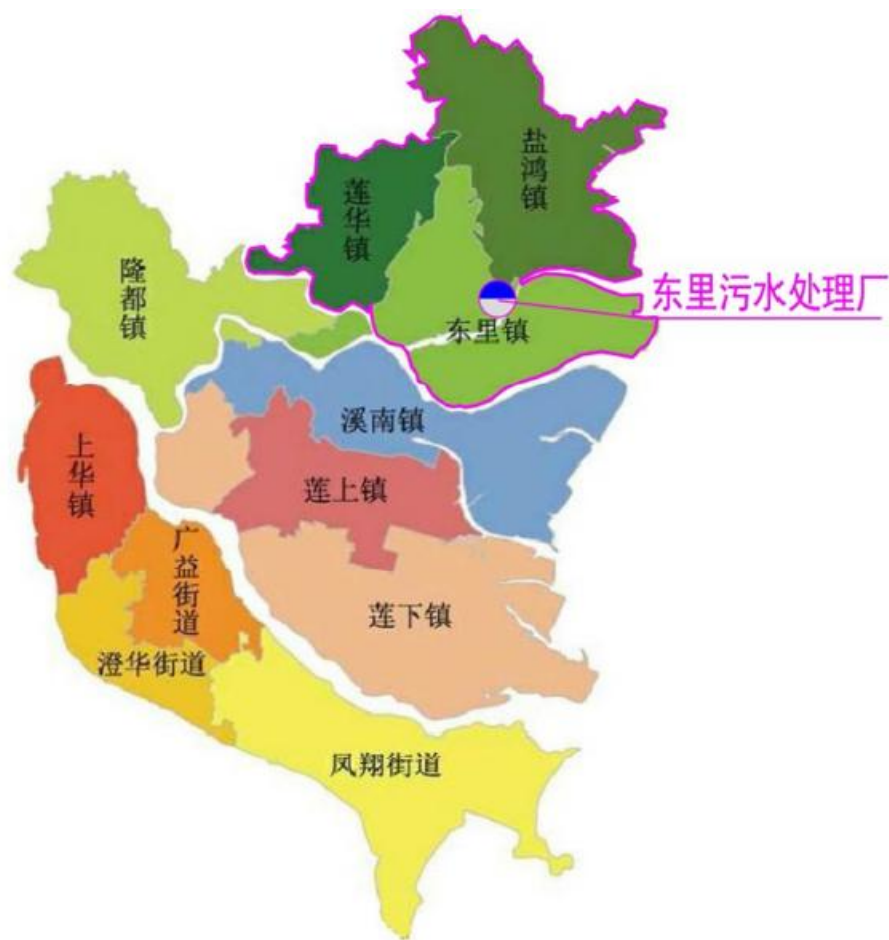 盐鸿镇
莲华镇
隆都镇
东里污水处理厂
东里镇
溪南镇
上华镇
莲上镇
广益街道
莲下镇
澄华街道
凤翔街道